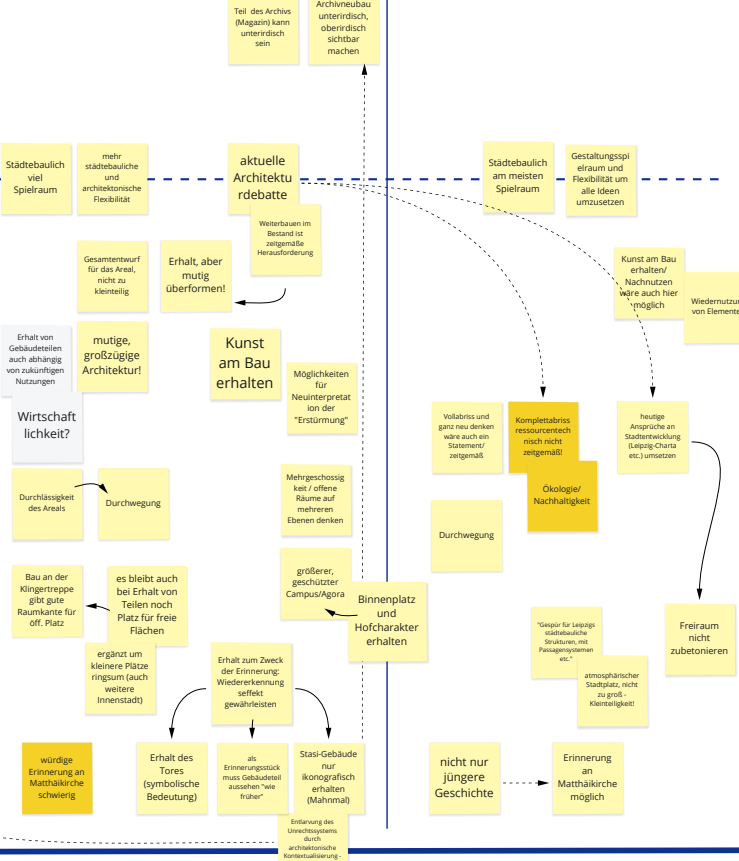 Teil  des Archivs
(Magazin) kann
unterirdisch
sein
Archivneubau
unterirdisch,
oberirdisch
sichtbar
machen
Städtebaulich
viel
Spielraum
mehr
städtebauliche
und
architektonische
Flexibilität
aktuelle
Architektu
rdebatte
Weiterbauen im
Bestand ist
zeitgemäße
Herausforderung
Städtebaulich
am meisten
Spielraum
Gestaltungsspi
elraum und
Flexibilität um
alle Ideen
umzusetzen
Gesamtentwurf
für das Areal,
nicht zu
kleinteilig
Erhalt, aber
mutig
überformen!
Kunst am Bau
erhalten/
Nachnutzen
wäre auch hier
möglich
Wiedernutzun
von Elemente
Erhalt von
Gebäudeteilen
auch abhängig
von zukünftigen
Nutzungen
mutige,
großzügige
Architektur!
Kunst
am Bau
erhalten
Möglichkeiten
für
Neuinterpretat
ion der
"Erstürmung"
Wirtschaft
lichkeit?
Vollabriss und
ganz neu denken
wäre auch ein
Statement/
zeitgemäß
Komplettabriss
ressourcentech
nisch nicht
zeitgemäß!
Ökologie/
Nachhaltigkeit
heutige
Ansprüche an
Stadtentwicklung
(Leipzig-Charta
etc.) umsetzen
Durchlässigkeit
des Areals
Durchwegung
Mehrgeschossig
keit / offene
Räume auf
mehreren
Ebenen denken
Durchwegung
Bau an der
Klingertreppe
gibt gute
Raumkante für
öff. Platz
es bleibt auch
bei Erhalt von
Teilen noch
Platz für freie
Flächen
ergänzt um
kleinere Plätze
ringsum (auch
weitere
Innenstadt)
größerer,
geschützter
Campus/Agora
Binnenplatz
und
Hofcharakter
erhalten
"Gespür für Leipzigs
städtebauliche
Strukturen, mit
Passagensystemen
etc."
atmosphärischer
Stadtplatz, nicht
zu groß -
Kleinteiligkeit!
Freiraum
nicht
zubetonieren
Erhalt zum Zweck
der Erinnerung:
Wiedererkennung
seffekt
gewährleisten
würdige
Erinnerung an
Matthäikirche
schwierig
Erhalt des
Tores
(symbolische
Bedeutung)
als
Erinnerungsstück
muss Gebäudeteil
aussehen "wie
früher"
Stasi-Gebäude
nur
ikonografisch
erhalten
(Mahnmal)
Entlarvung des
Unrechtssystems
durch
architektonische
Kontextualisierung -
nicht nur
jüngere
Geschichte
Erinnerung
an
Matthäikirche
möglich